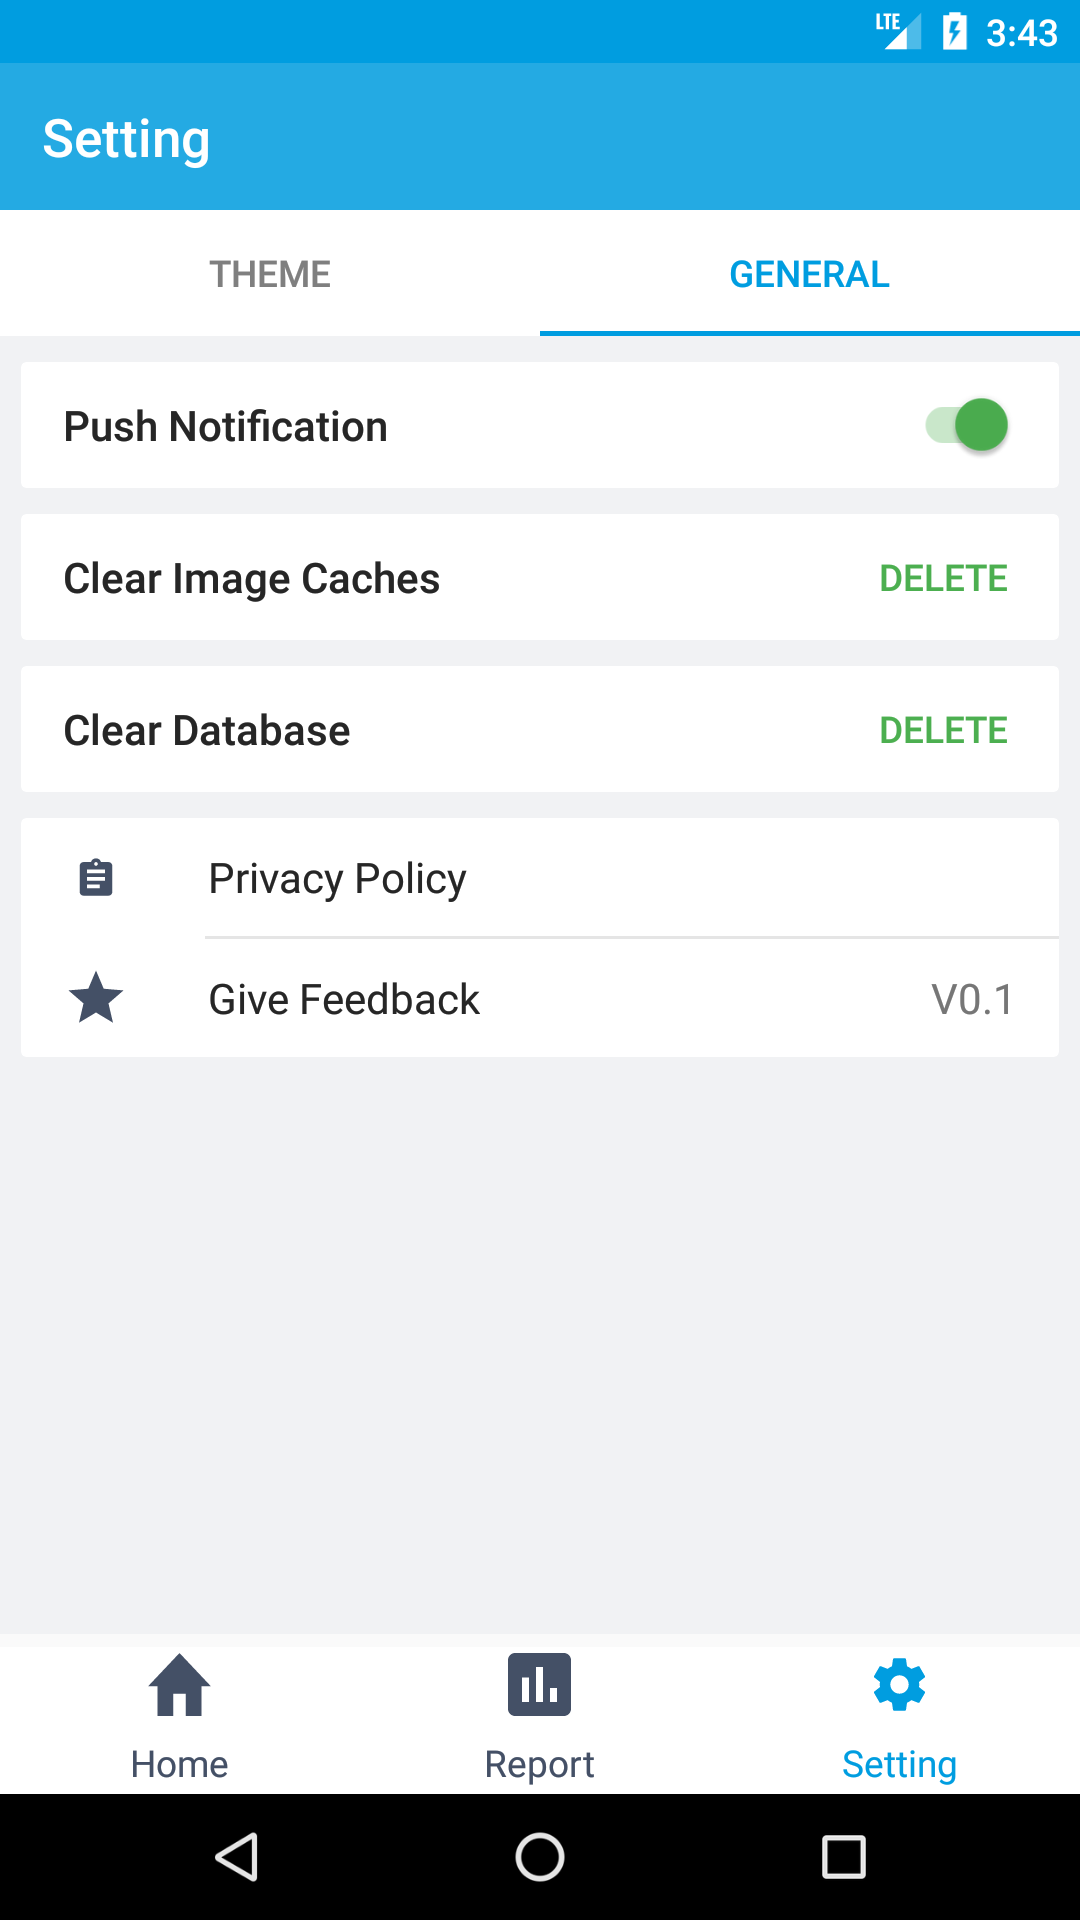 LTE 3:43
Setting
THEME GENERAL
Push Notification
Clear Image Caches DELETE
Clear Database DELETE
Privacy Policy
Give Feedback V0.1
Home Report Setting